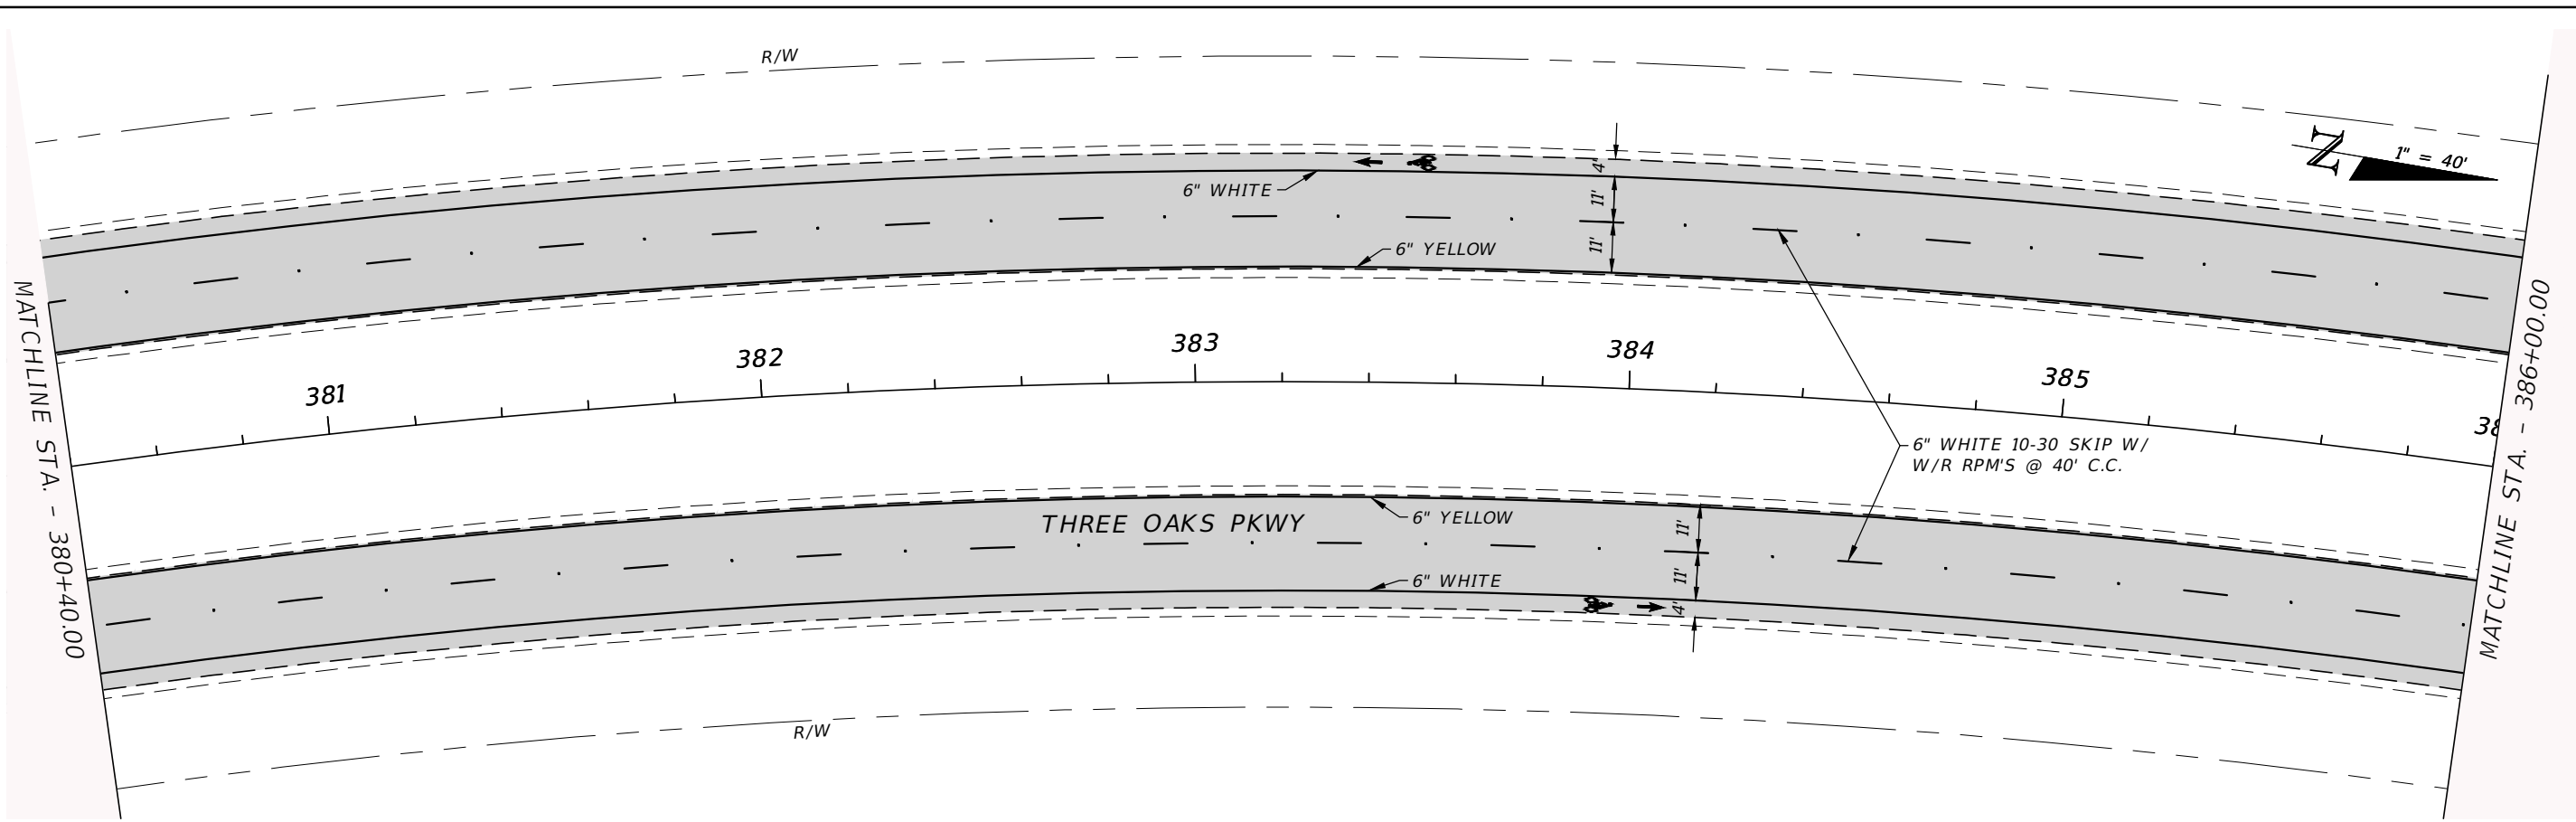 R/W
N
1" = 40'
4'
6" WHITE
11'
11'
6" YELLOW
MATCHLINE STA. - 380+40.00
MATCHLINE STA. - 386+00.00
381
382
383
384
385
38
6" WHITE 10-30 SKIP W/
W/R RPM'S @ 40' C.C.
THREE OAKS PKWY
6" YELLOW
11'
11'
6" WHITE
4'
R/W